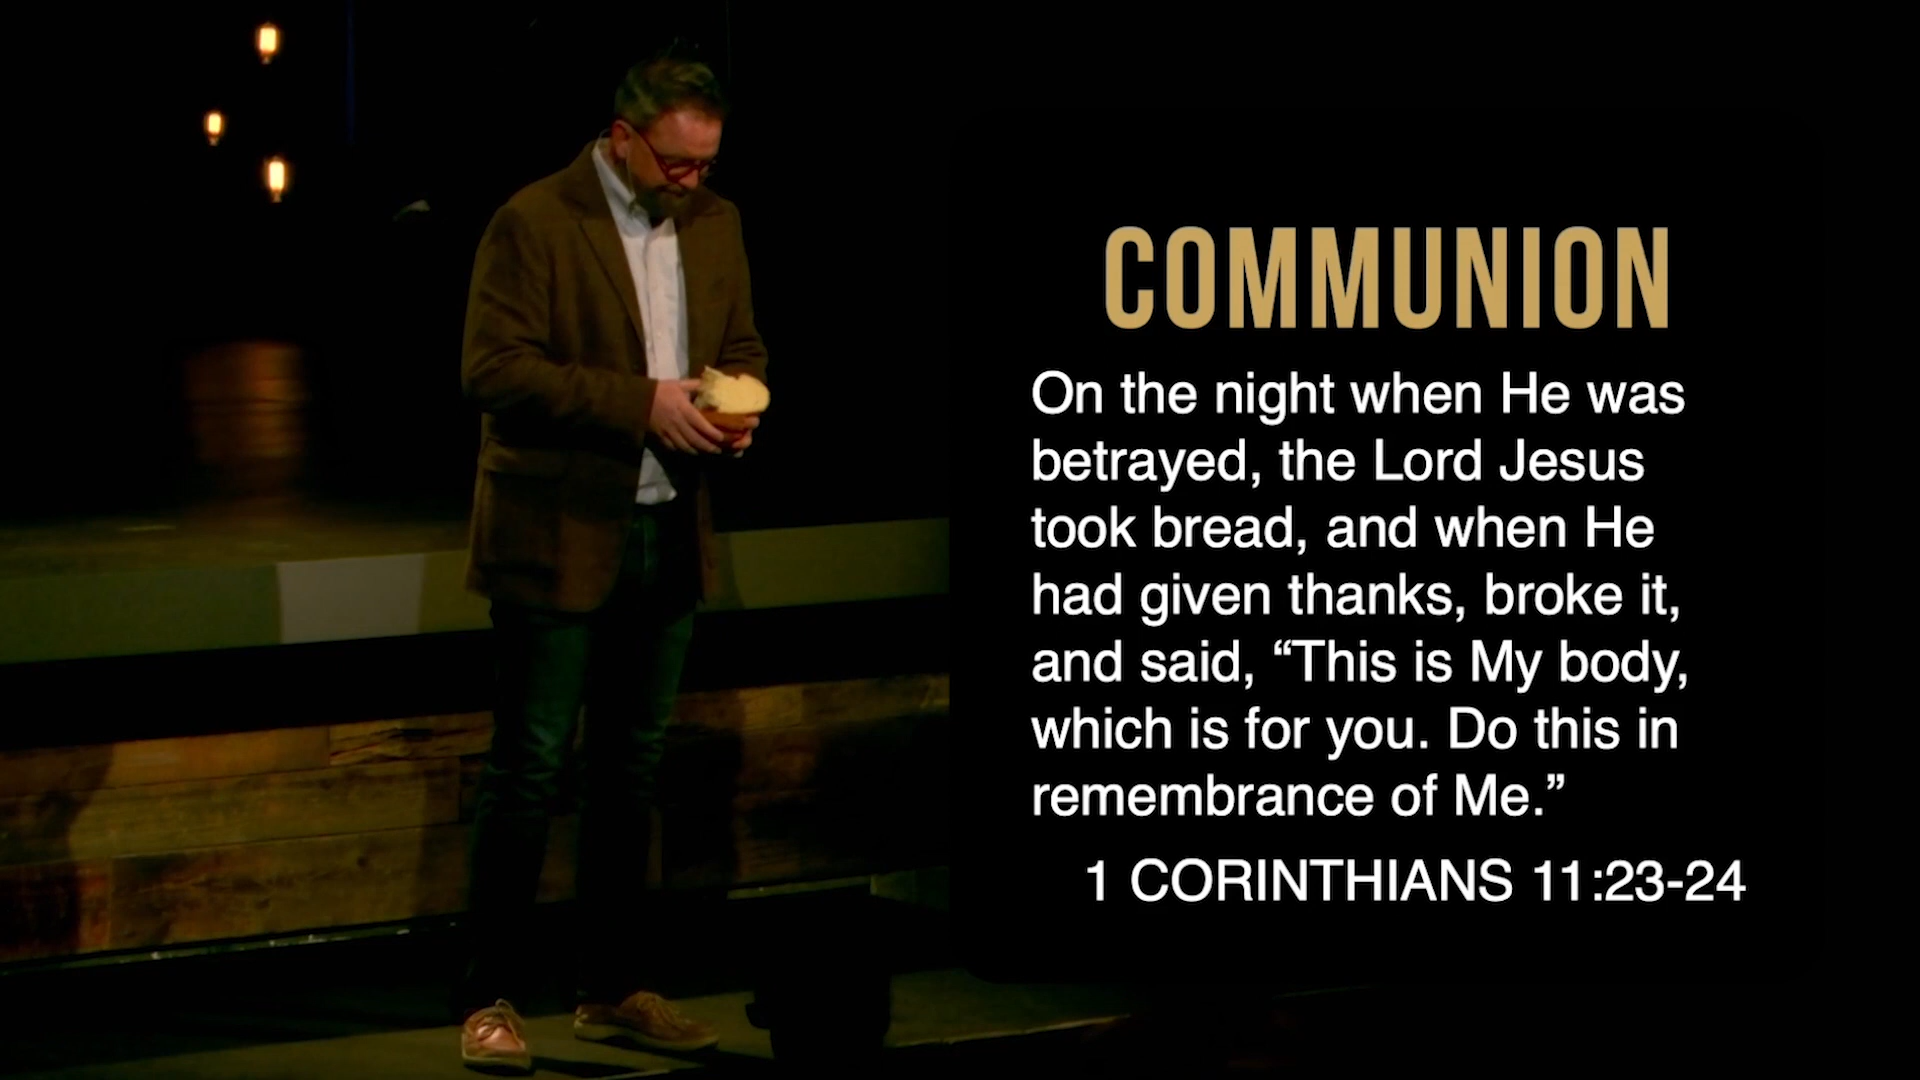 COMMUNION
On the night when He was
betrayed, the Lord Jesus
took bread, and when He
had given thanks, broke it,
and said, “This is My body,
which is for you. Do this in
remembrance of Me.”
1 CORINTHIANS 11:23-24